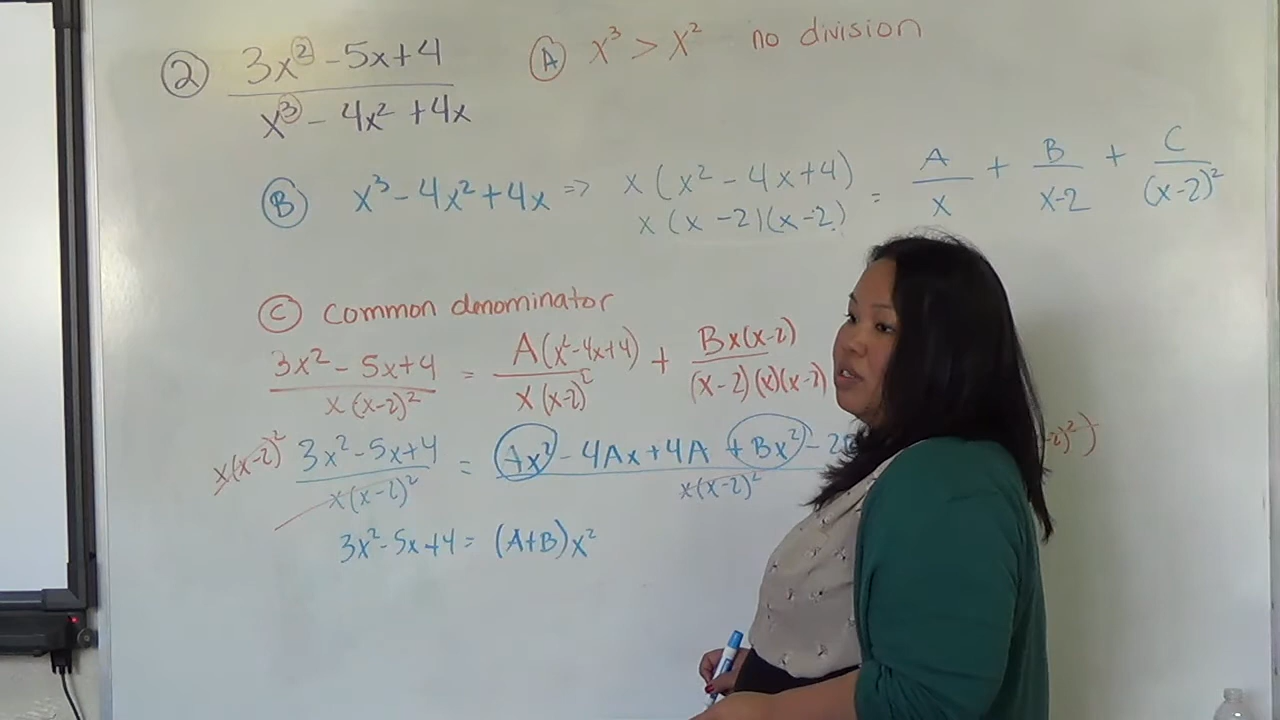 ② 3x² - 5x + 4 / x³ - 4x² + 4x
Ⓐ x³ > x² no division
Ⓑ x³ - 4x² + 4x => x(x² - 4x + 4)
x(x - 2)(x - 2) = A/x + B/x-2 + C/(x-2)²
Ⓒ common denominator
3x² - 5x + 4 / x(x-2)² = A(x² - 4x + 4) / x(x-2)² + Bx(x-2) / (x-2)(x)(x-2)
x(x-2)² 3x² - 5x + 4 / x(x-2)² = Ax² - 4Ax + 4A + Bx² - 2 / x(x-2)²
3x² - 5x + 4 = (A+B)x²